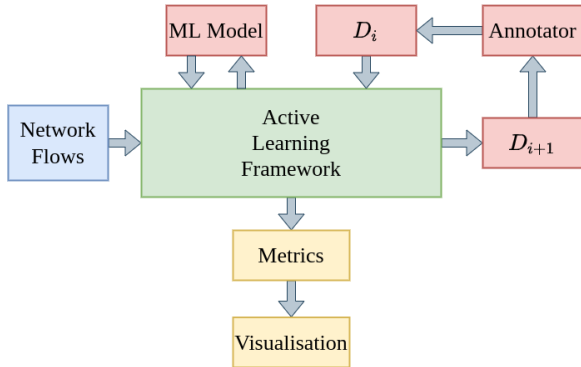 ML Model
D_i
Annotator
Network
Flows
Active
Learning
Framework
D_{i+1}
Metrics
Visualisation